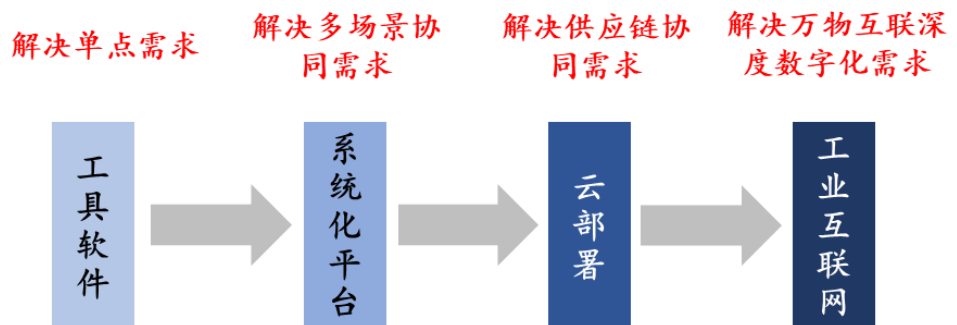 解决单点需求
解决多场景协
同需求
解决供应链协
同需求
解决万物互联深
度数字化需求
工具软件
系统化平台
云部署
工业互联网